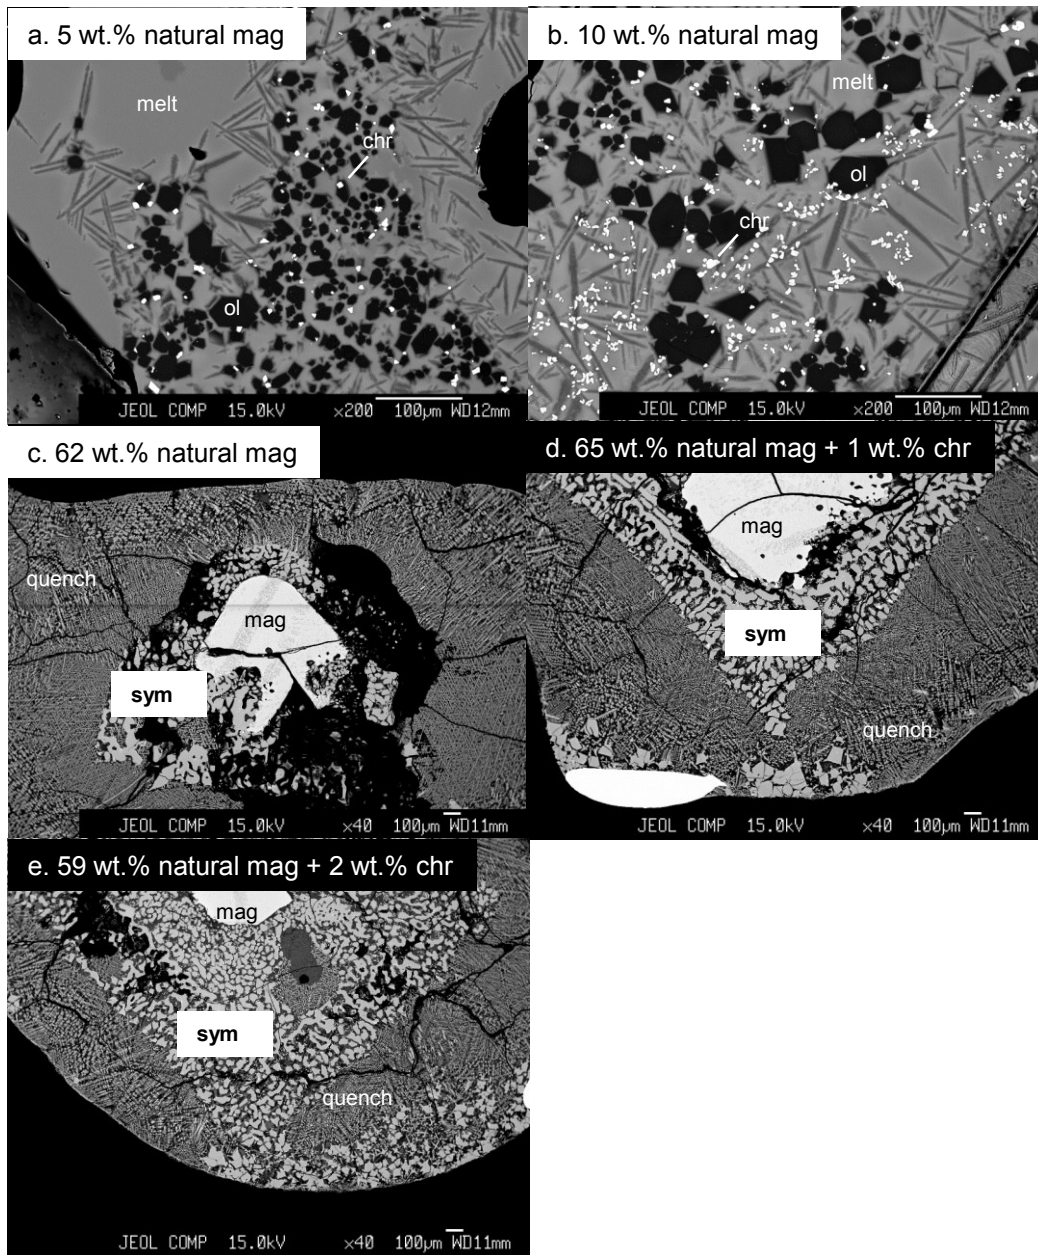 a. 5 wt.% natural mag
melt
chr
ol
JEOL COMP 15.0kV ×200 100μm WD12mm
b. 10 wt.% natural mag
melt
ol
chr
JEOL COMP 15.0kV ×200 100μm WD12mm
c. 62 wt.% natural mag
quench
mag
sym
JEOL COMP 15.0kV ×40 100μm WD11mm
d. 65 wt.% natural mag + 1 wt.% chr
mag
sym
quench
JEOL COMP 15.0kV ×40 100μm WD11mm
e. 59 wt.% natural mag + 2 wt.% chr
mag
sym
quench
JEOL COMP 15.0kV ×40 100μm WD11mm